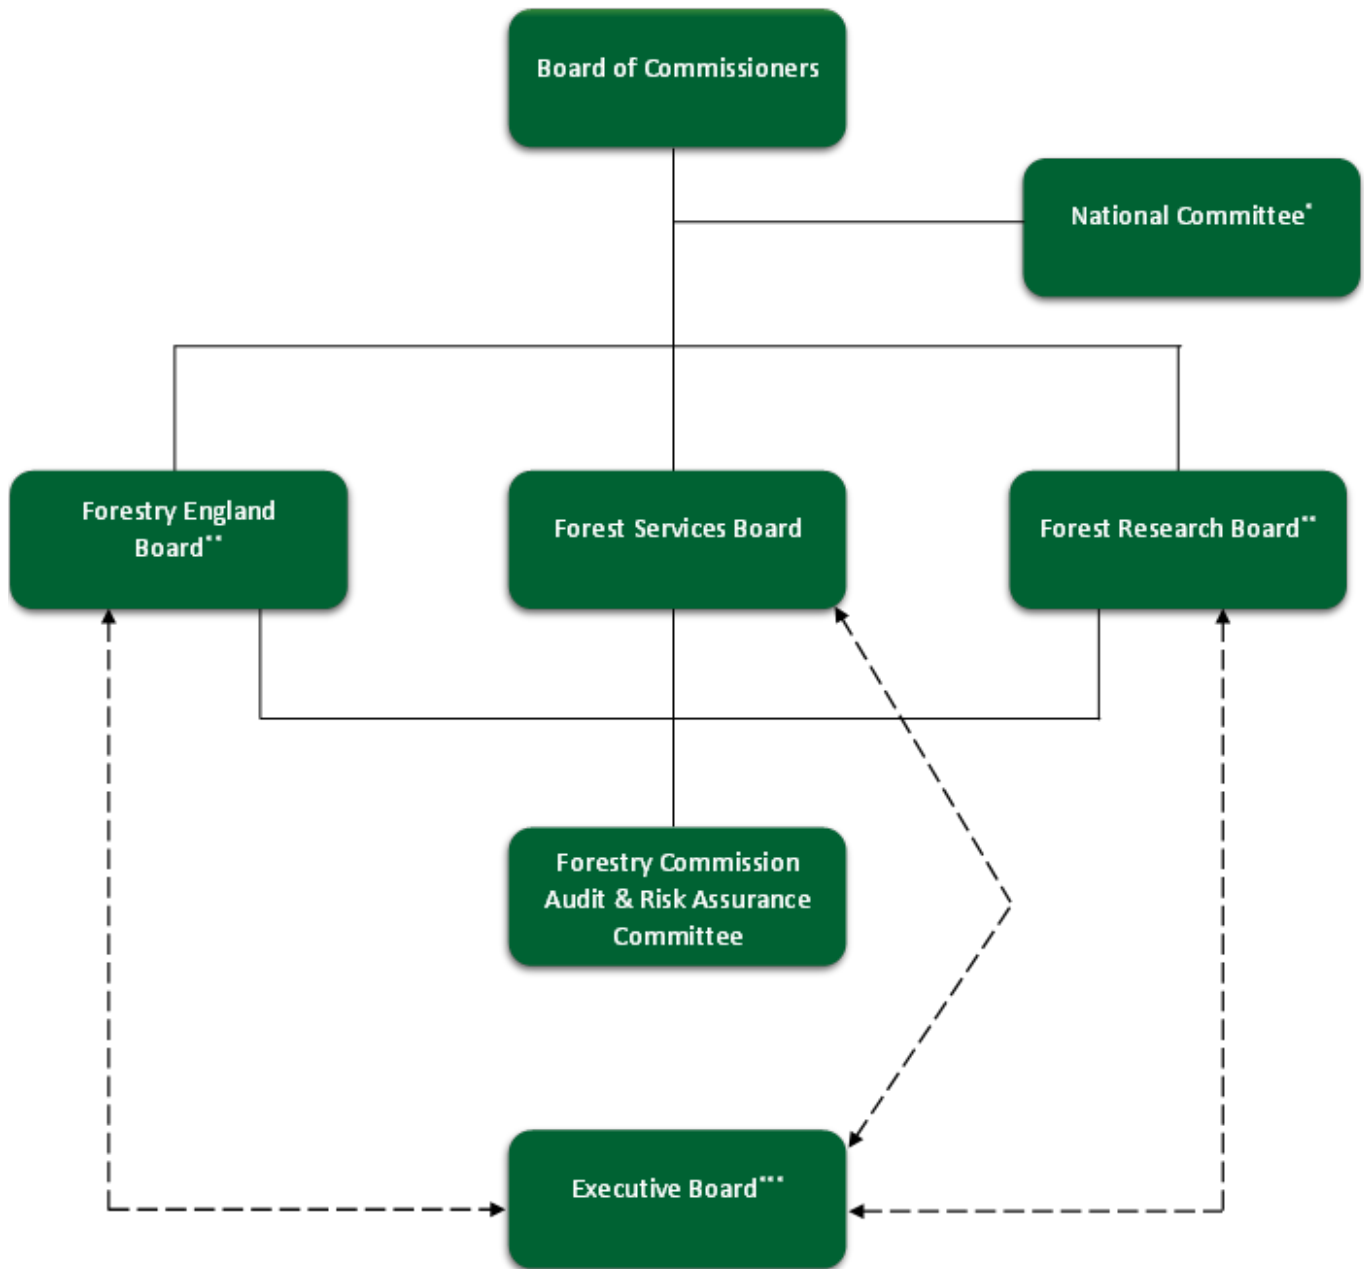 Board of Commissioners
National Committee*
Forestry England
Board**
Forest Services Board
Forest Research Board**
Forestry Commission
Audit & Risk Assurance
Committee
Executive Board***